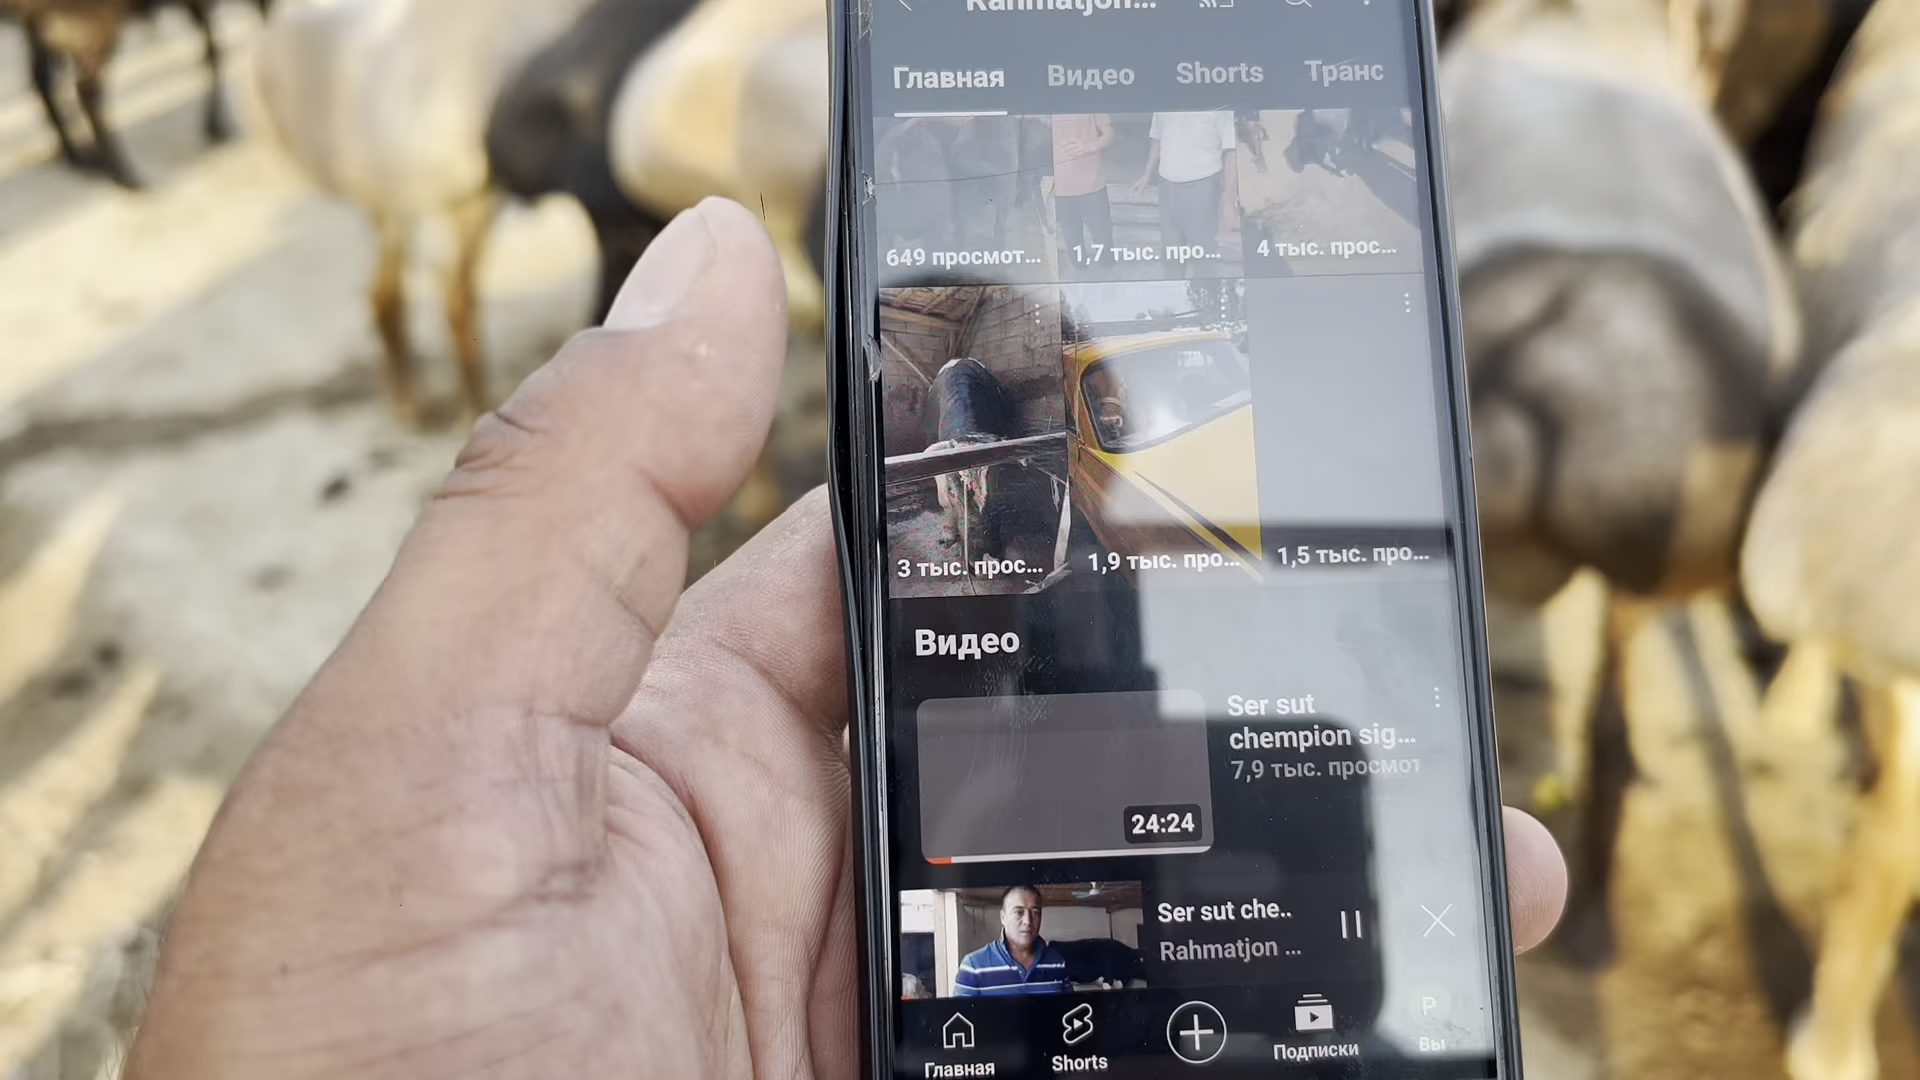 Rahmatjon...
Главная Видео Shorts Транс
649 просмот... 1,7 тыс. про... 4 тыс. прос...
3 тыс. прос... 1,9 тыс. про... 1,5 тыс. про...
Видео
Ser sut
chempion sig...
7,9 тыс. просмот
24:24
Ser sut che..
Rahmatjon ...
P
Главная Shorts Подписки Вы